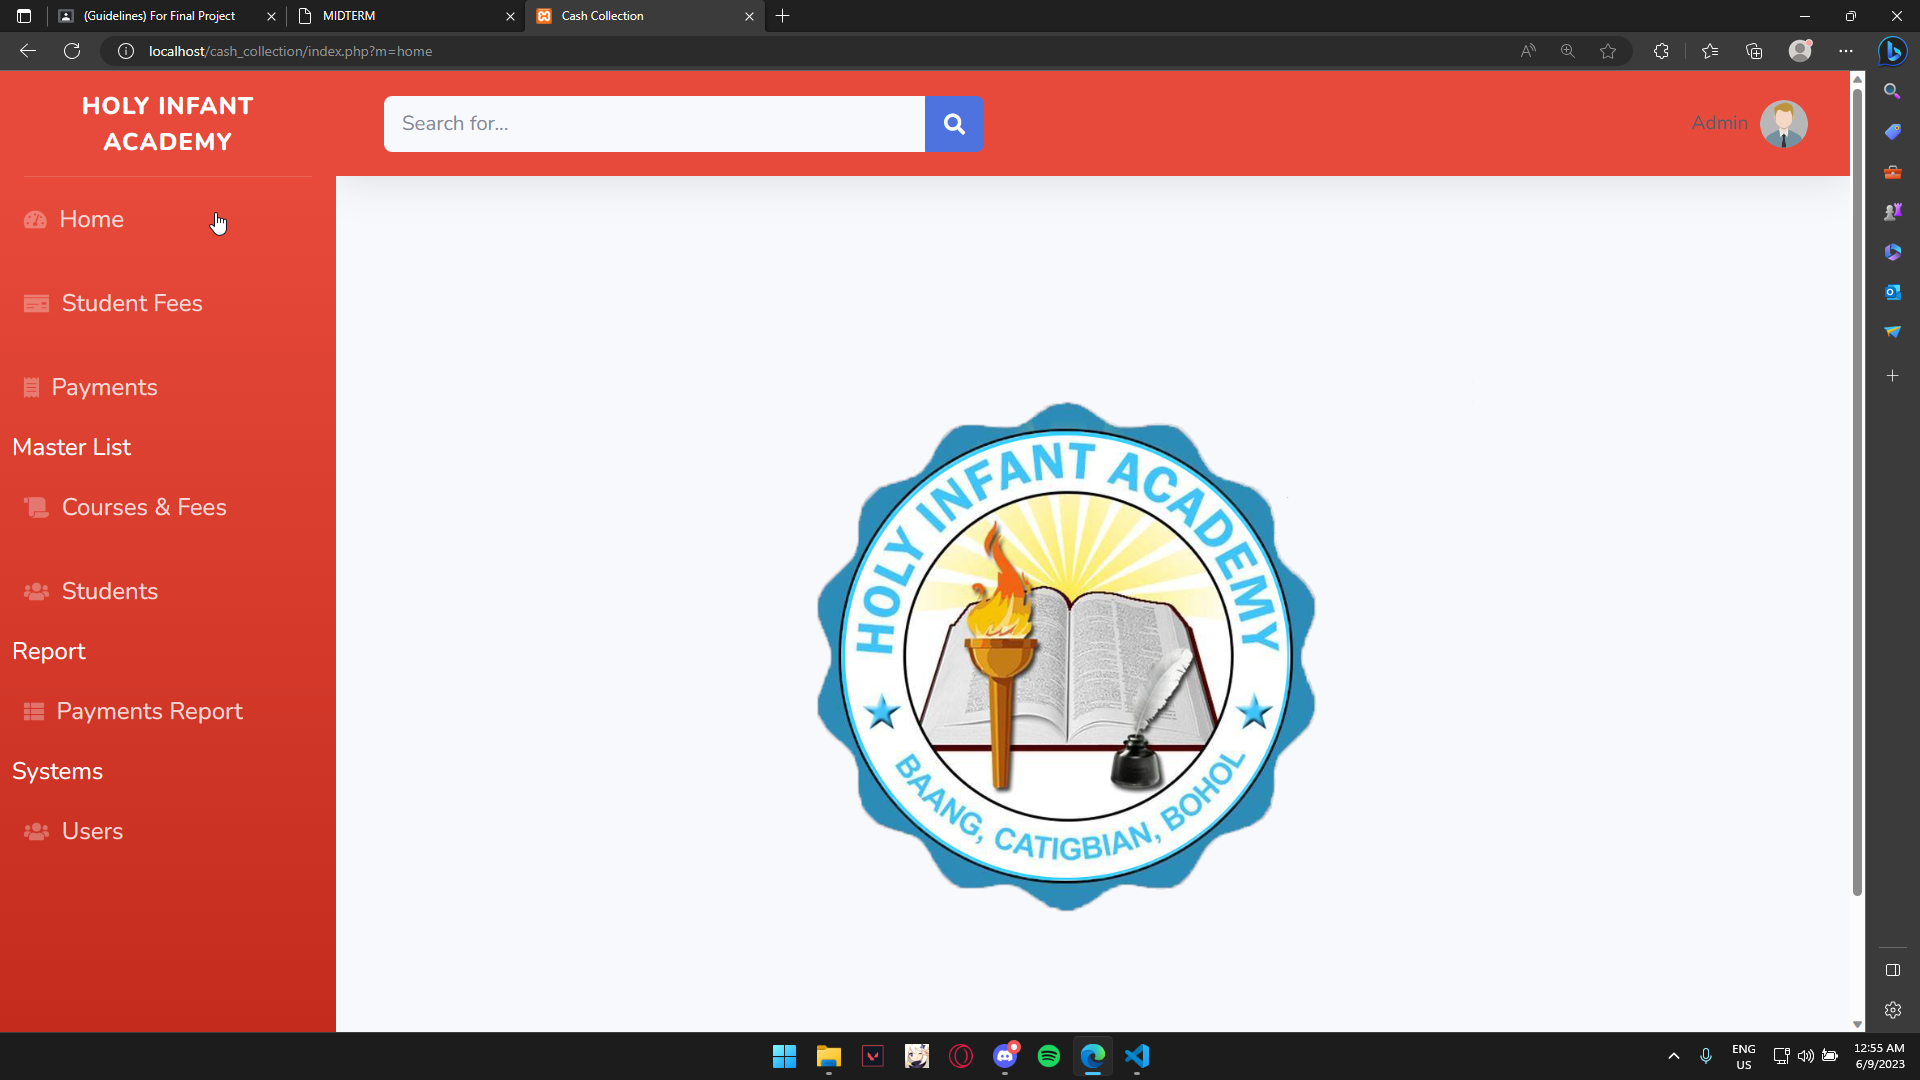 (Guidelines) For Final Project
MIDTERM
Cash Collection
localhost/cash_collection/index.php?m=home
HOLY INFANT
ACADEMY
Search for...
Admin
Home
Student Fees
Payments
Master List
Courses & Fees
Students
Report
Payments Report
Systems
Users
HOLY INFANT ACADEMY
BAANG, CATIGBIAN, BOHOL
ENG
US
12:55 AM
6/9/2023